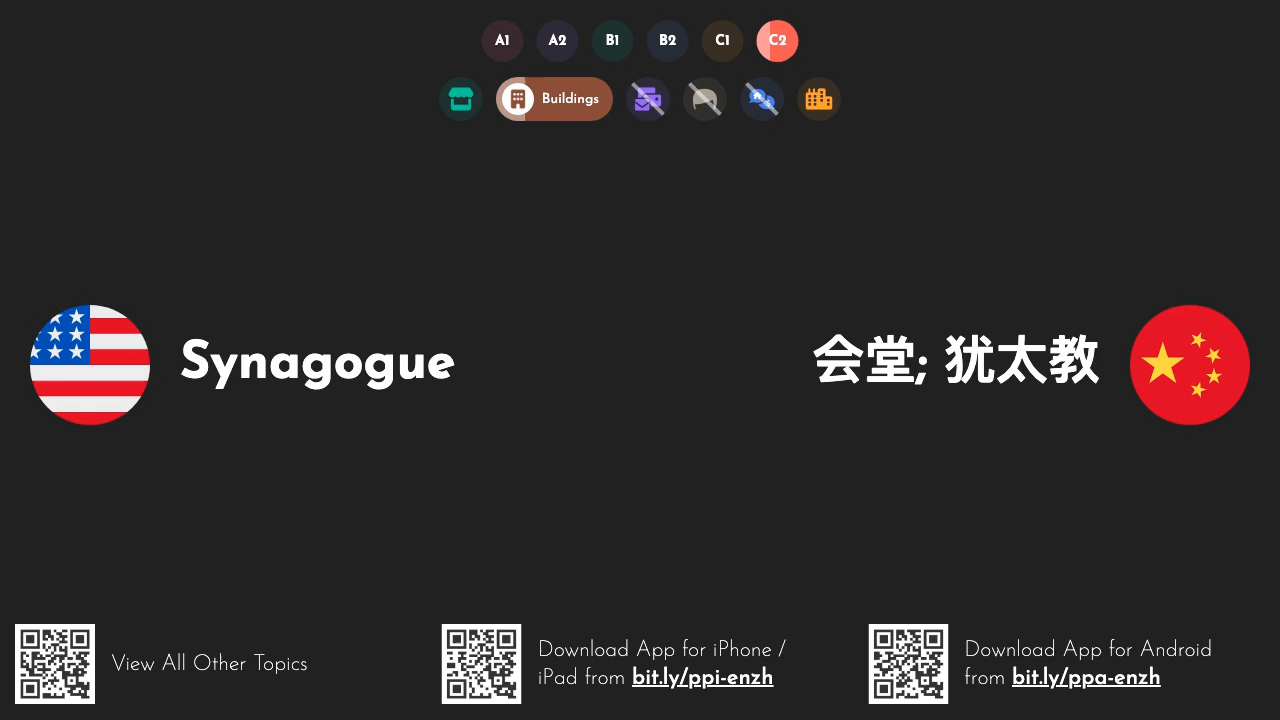 A1 A2 B1 B2 C1 C2
Buildings
Synagogue
会堂; 犹太教
View All Other Topics
Download App for iPhone /
iPad from bit.ly/ppi-enzh
Download App for Android
from bit.ly/ppa-enzh